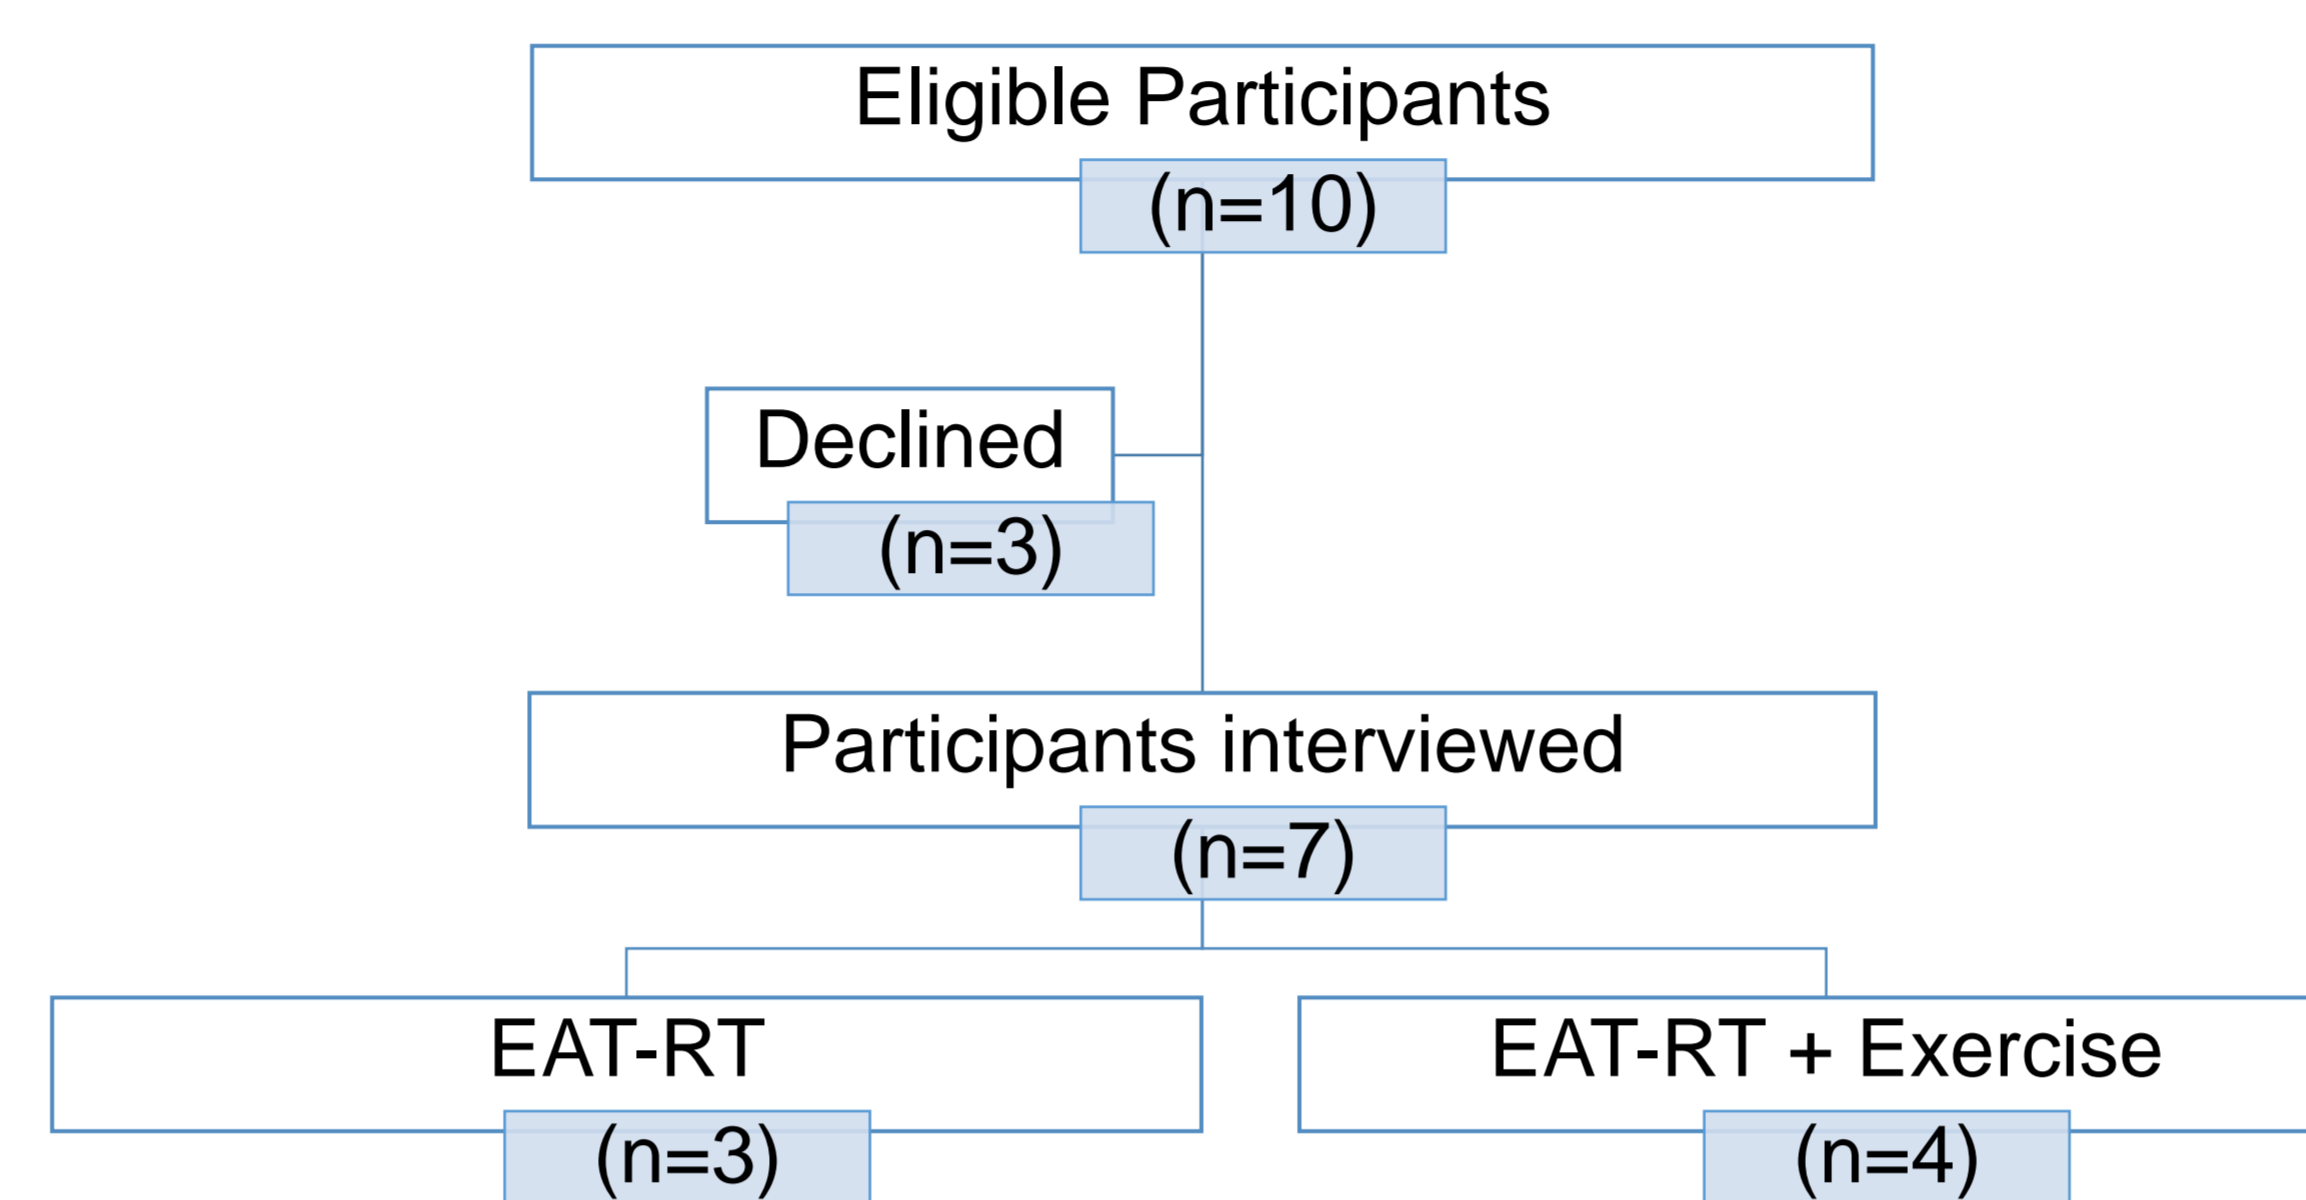 Eligible Participants
(n=10)
Declined
(n=3)
Participants interviewed
(n=7)
EAT-RT
(n=3)
EAT-RT + Exercise
(n=4)